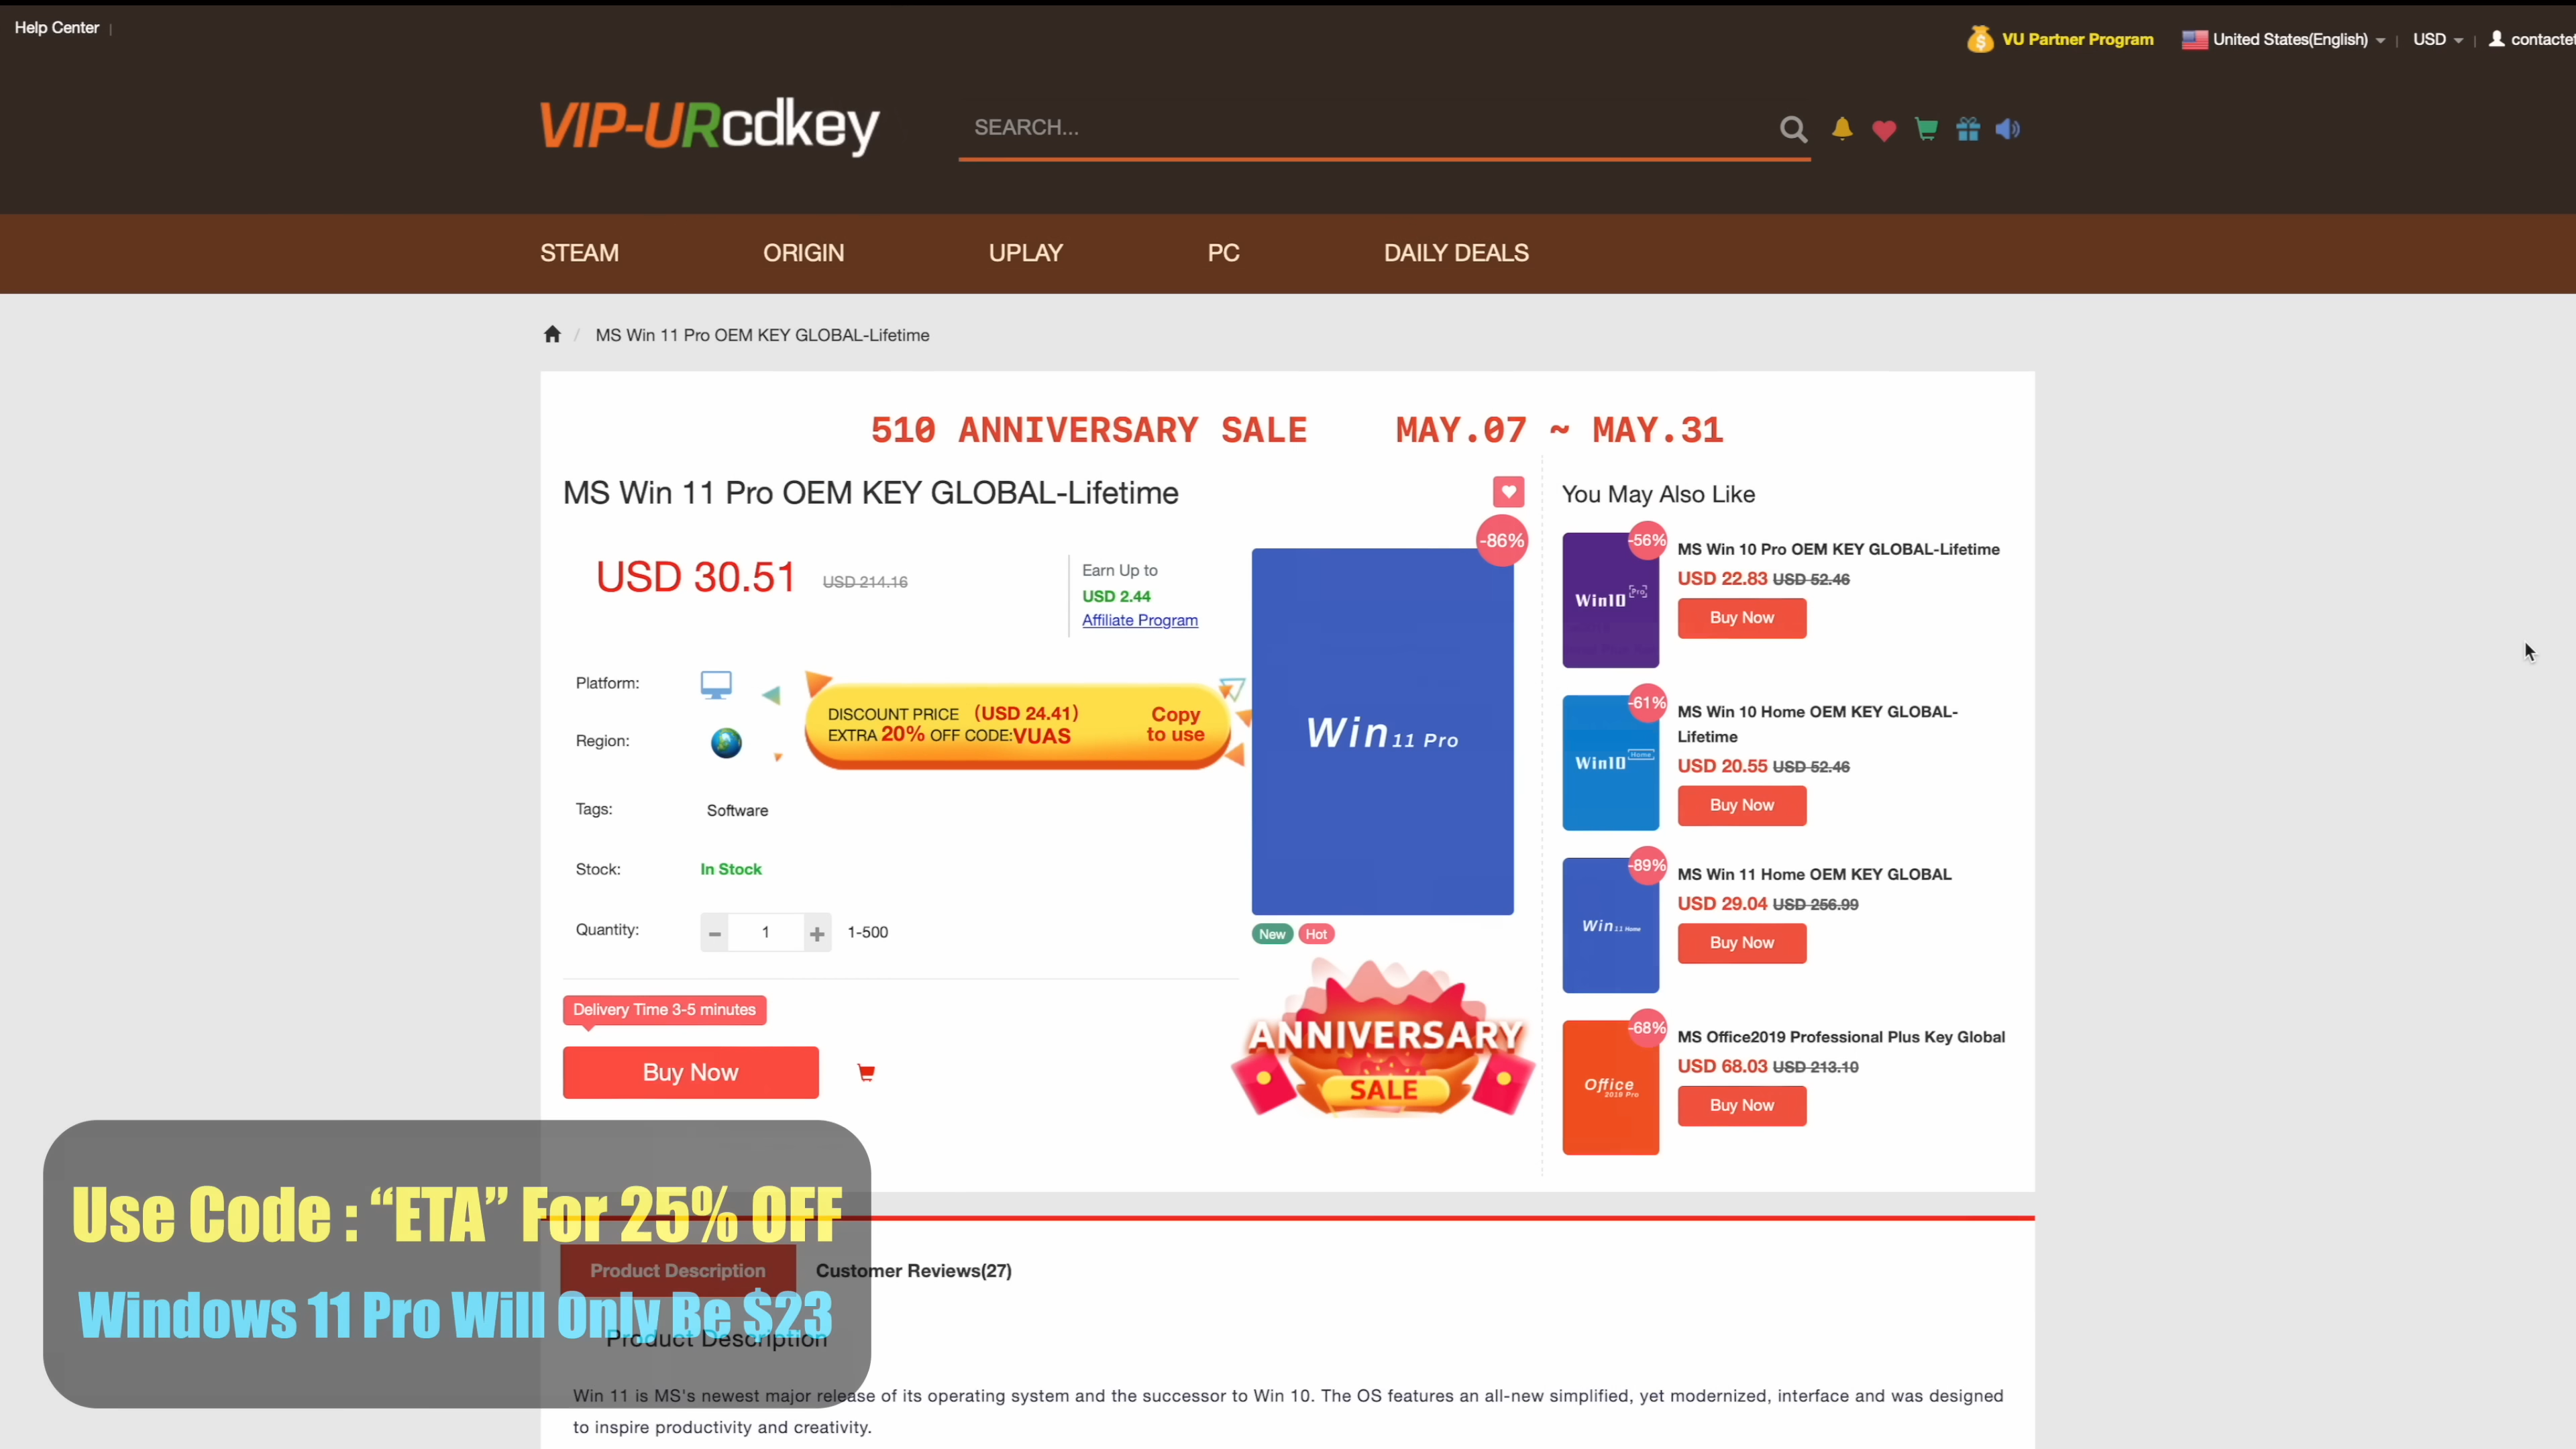 Help Center
VU Partner Program
United States(English)
USD
contactet
VIP-URcdkey
SEARCH...
STEAM
ORIGIN
UPLAY
PC
DAILY DEALS
/ MS Win 11 Pro OEM KEY GLOBAL-Lifetime
510 ANNIVERSARY SALE MAY.07 ~ MAY.31
MS Win 11 Pro OEM KEY GLOBAL-Lifetime
USD 30.51 USD 214.16
Earn Up to
USD 2.44
Affiliate Program
Platform:
Region:
DISCOUNT PRICE (USD 24.41)
EXTRA 20% OFF CODE:VUAS
Copy
to use
Tags: Software
Stock: In Stock
Quantity: - 1 + 1-500
Delivery Time 3-5 minutes
Buy Now
-86%
Win 11 Pro
New
Hot
ANNIVERSARY
SALE
You May Also Like
-56%
Win10 Pro
MS Win 10 Pro OEM KEY GLOBAL-Lifetime
USD 22.83 USD 52.46
Buy Now
-61%
Win10 Home
MS Win 10 Home OEM KEY GLOBAL-
Lifetime
USD 20.55 USD 52.46
Buy Now
-89%
Win 11 Home
MS Win 11 Home OEM KEY GLOBAL
USD 29.04 USD 256.99
Buy Now
-68%
Office
2019 Pro
MS Office2019 Professional Plus Key Global
USD 68.03 USD 213.10
Buy Now
Use Code : “ETA” For 25% OFF
Windows 11 Pro Will Only Be $23
Product Description
Customer Reviews(27)
Product Description
Win 11 is MS's newest major release of its operating system and the successor to Win 10. The OS features an all-new simplified, yet modernized, interface and was designed
to inspire productivity and creativity.